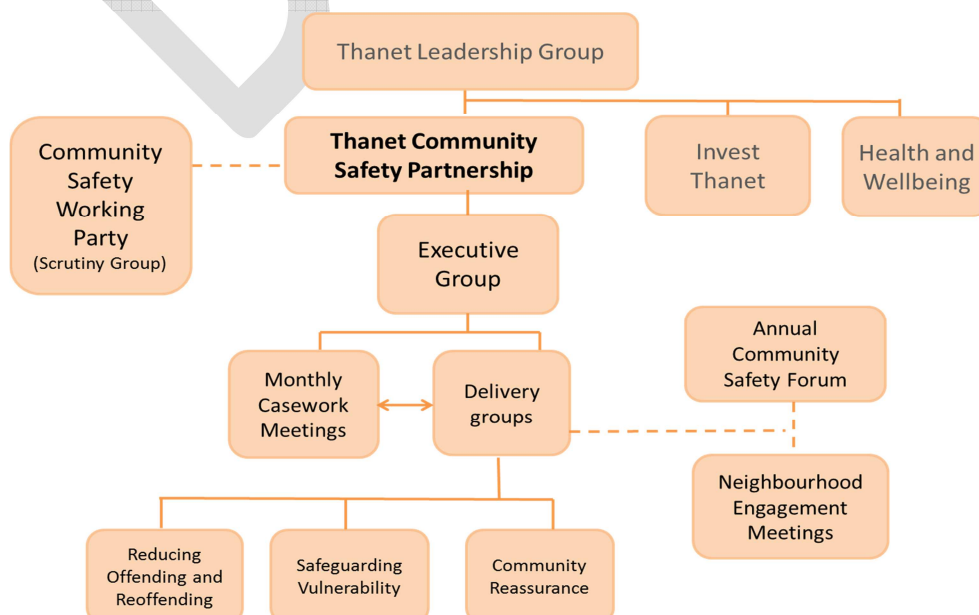 Thanet Leadership Group
Community
Safety
Working
Party
(Scrutiny Group)
Thanet Community
Safety Partnership
Invest
Thanet
Health and
Wellbeing
Executive
Group
Monthly
Casework
Meetings
Delivery
groups
Annual
Community
Safety Forum
Neighbourhood
Engagement
Meetings
Reducing
Offending and
Reoffending
Safeguarding
Vulnerability
Community
Reassurance